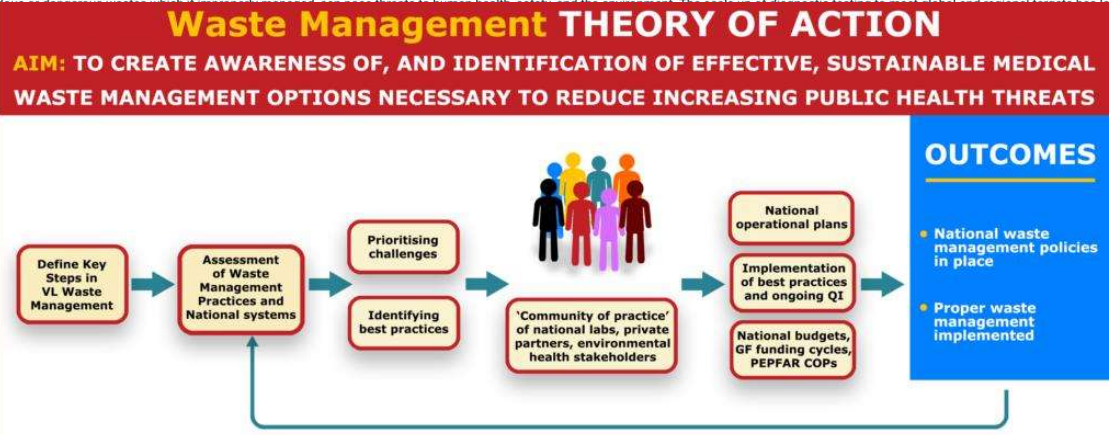 Waste Management THEORY OF ACTION
AIM: TO CREATE AWARENESS OF, AND IDENTIFICATION OF EFFECTIVE, SUSTAINABLE MEDICAL
WASTE MANAGEMENT OPTIONS NECESSARY TO REDUCE INCREASING PUBLIC HEALTH THREATS
Define Key
Steps in
VL Waste
Management
Assessment
of Waste
Management
Practices and
National systems
Prioritising
challenges
Identifying
best practices
‘Community of practice’
of national labs, private
partners, environmental
health stakeholders
National
operational plans
Implementation
of best practices
and ongoing QI
National budgets,
GF funding cycles,
PEPFAR COPs
OUTCOMES
• National waste
management policies
in place
• Proper waste
management
implemented